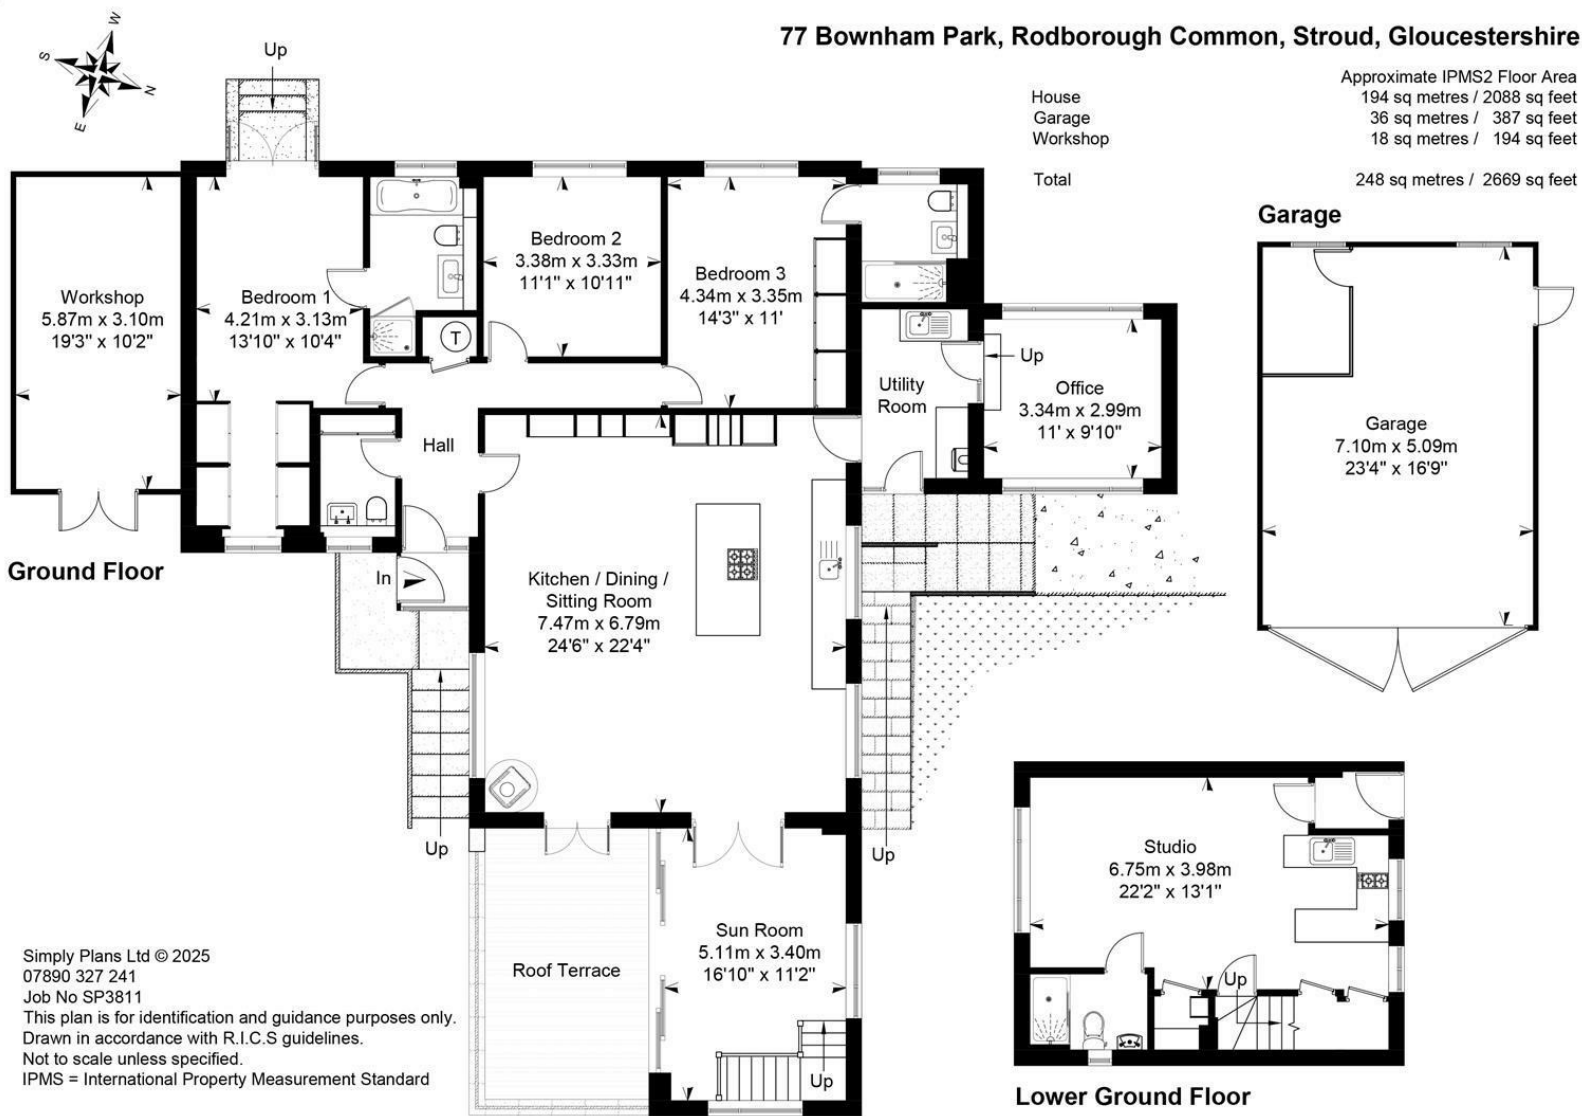 77 Bownham Park, Rodborough Common, Stroud, Gloucestershire
Approximate IPMS2 Floor Area
House 194 sq metres / 2088 sq feet
Garage 36 sq metres / 387 sq feet
Workshop 18 sq metres / 194 sq feet
Total 248 sq metres / 2669 sq feet
W
S
N
E
Up
Workshop
5.87m x 3.10m
19'3" x 10'2"
Bedroom 1
4.21m x 3.13m
13'10" x 10'4"
T
Bedroom 2
3.38m x 3.33m
11'1" x 10'11"
Bedroom 3
4.34m x 3.35m
14'3" x 11'
Utility
Room
Up
Office
3.34m x 2.99m
11' x 9'10"
Hall
In
Ground Floor
Kitchen / Dining /
Sitting Room
7.47m x 6.79m
24'6" x 22'4"
Up
Up
Roof Terrace
Sun Room
5.11m x 3.40m
16'10" x 11'2"
Up
Garage
Garage
7.10m x 5.09m
23'4" x 16'9"
Studio
6.75m x 3.98m
22'2" x 13'1"
Up
Lower Ground Floor
Simply Plans Ltd © 2025
07890 327 241
Job No SP3811
This plan is for identification and guidance purposes only.
Drawn in accordance with R.I.C.S guidelines.
Not to scale unless specified.
IPMS = International Property Measurement Standard